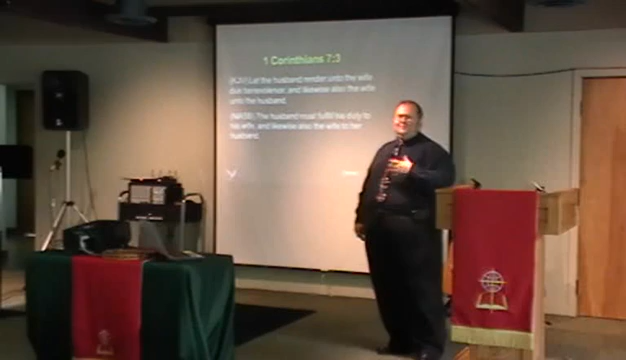 1 Corinthians 7:3
(KJV) Let the husband render unto the wife
due benevolence: and likewise also the wife
unto the husband.
(NASB) The husband must fulfill his duty to
his wife, and likewise also the wife to her
husband.